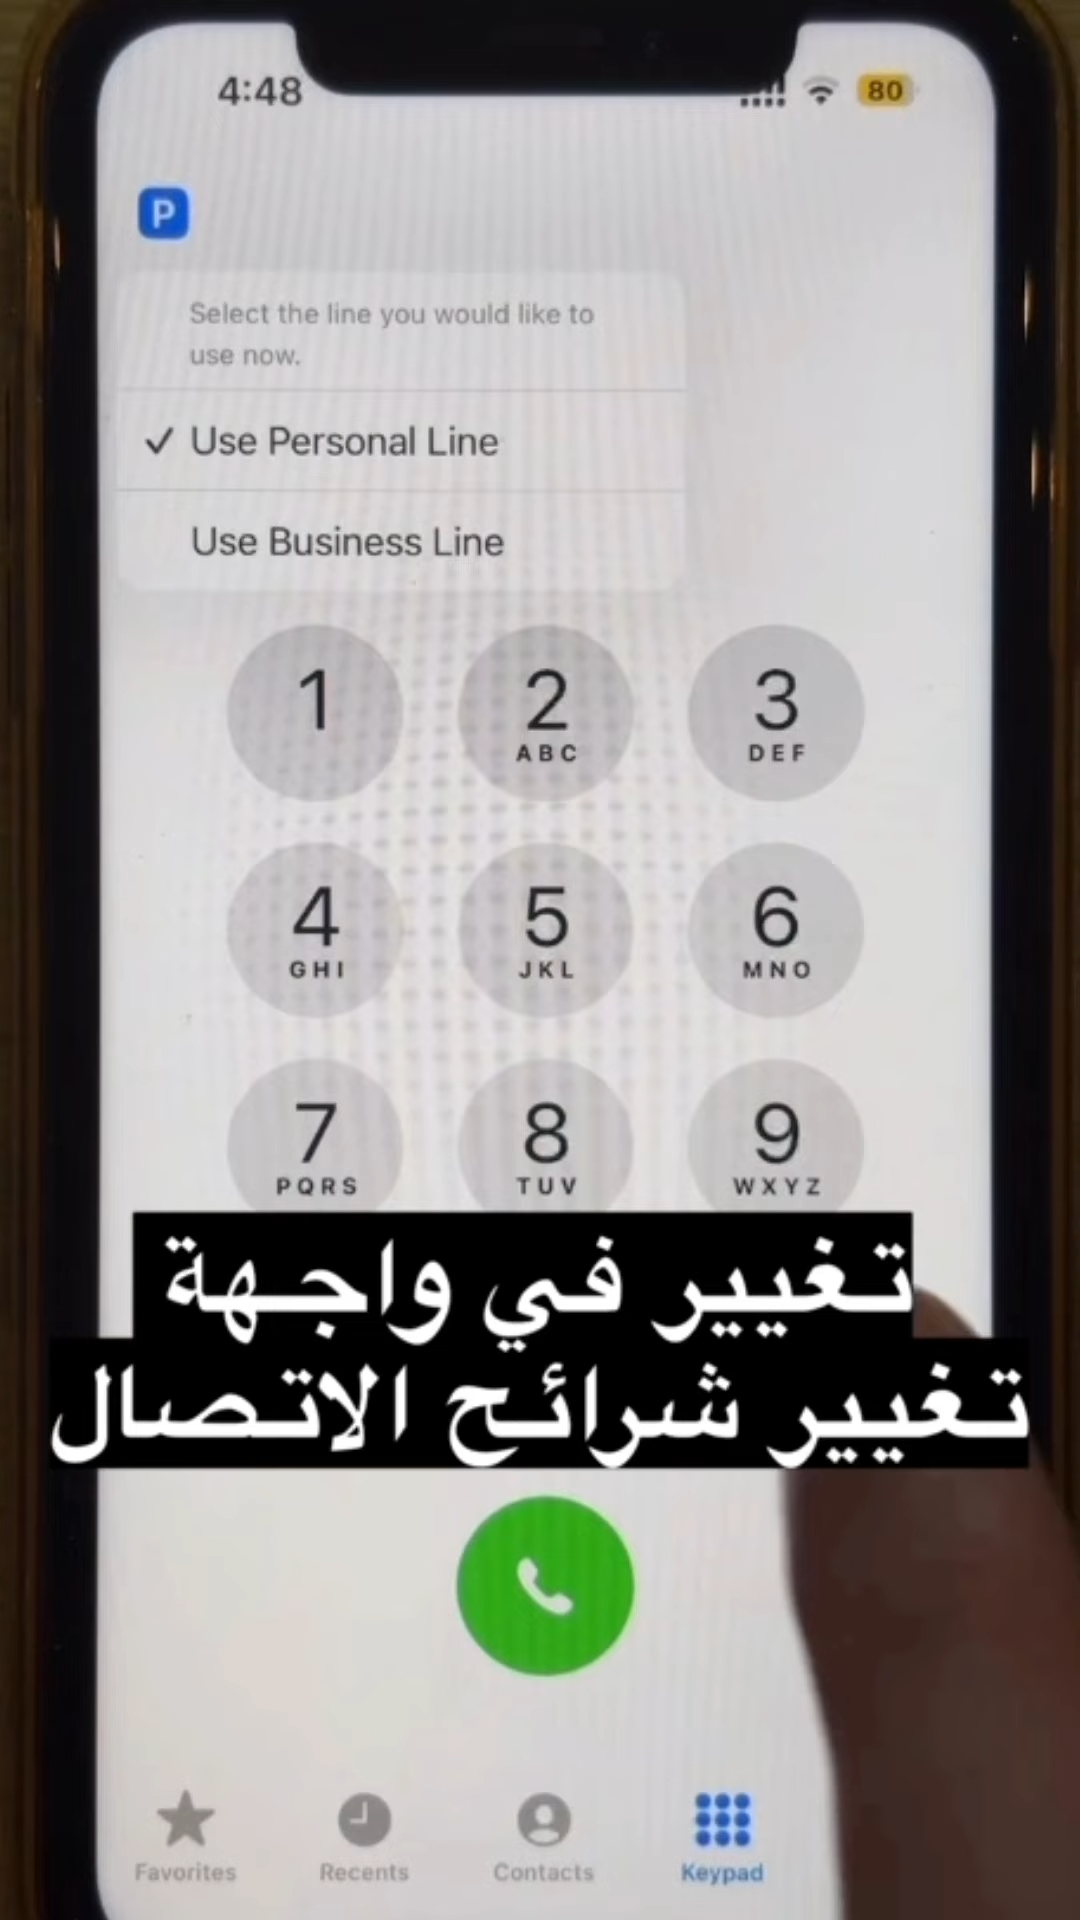 4:48
80
P
Select the line you would like to
use now.
Use Personal Line
Use Business Line
1
2
ABC
3
DEF
4
GHI
5
JKL
6
MNO
7
PQRS
8
TUV
9
WXYZ
تغيير في واجهة
تغيير شرائح الاتصال
Favorites
Recents
Contacts
Keypad